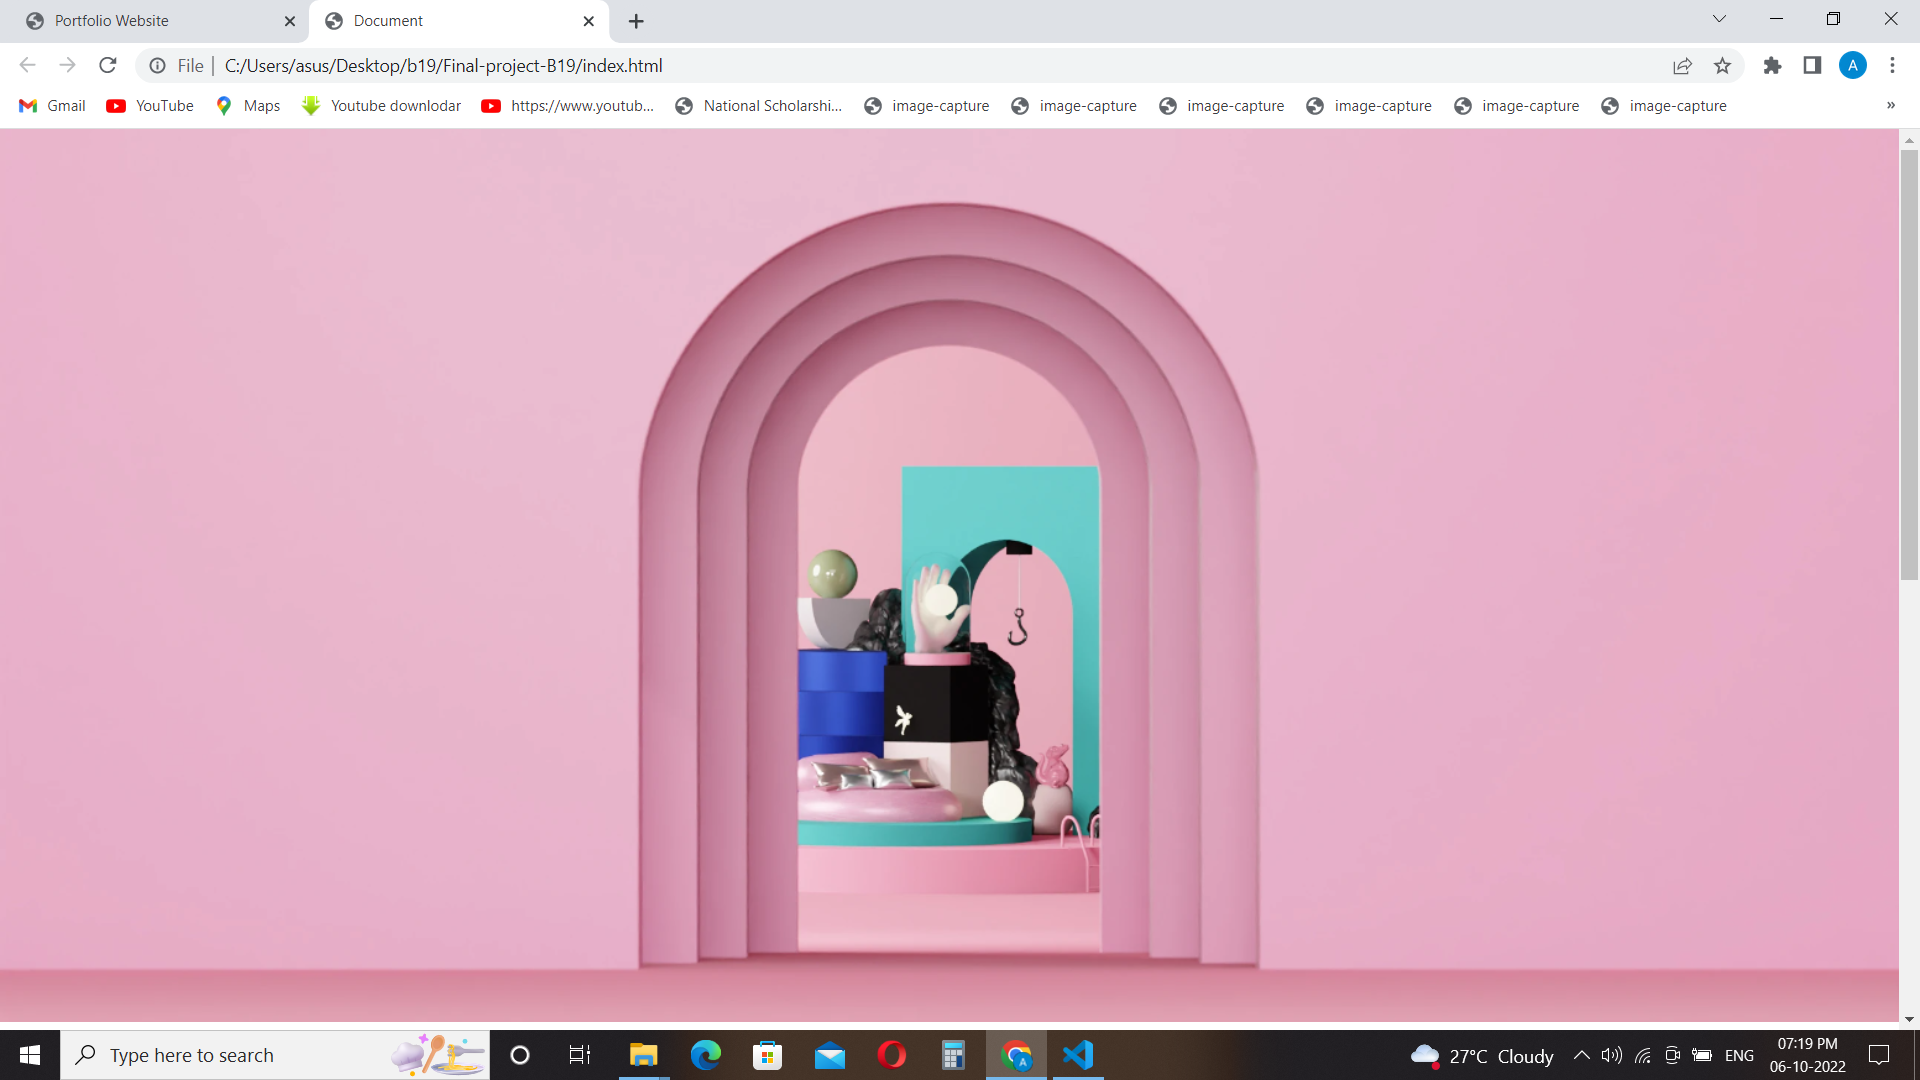 Portfolio Website
Document
File
C:/Users/asus/Desktop/b19/Final-project-B19/index.html
A
Gmail
YouTube
Maps
Youtube downlodar
https://www.youtub...
National Scholarshi...
image-capture
image-capture
image-capture
image-capture
image-capture
image-capture
»
Type here to search
A
27°C Cloudy
ENG
07:19 PM
06-10-2022